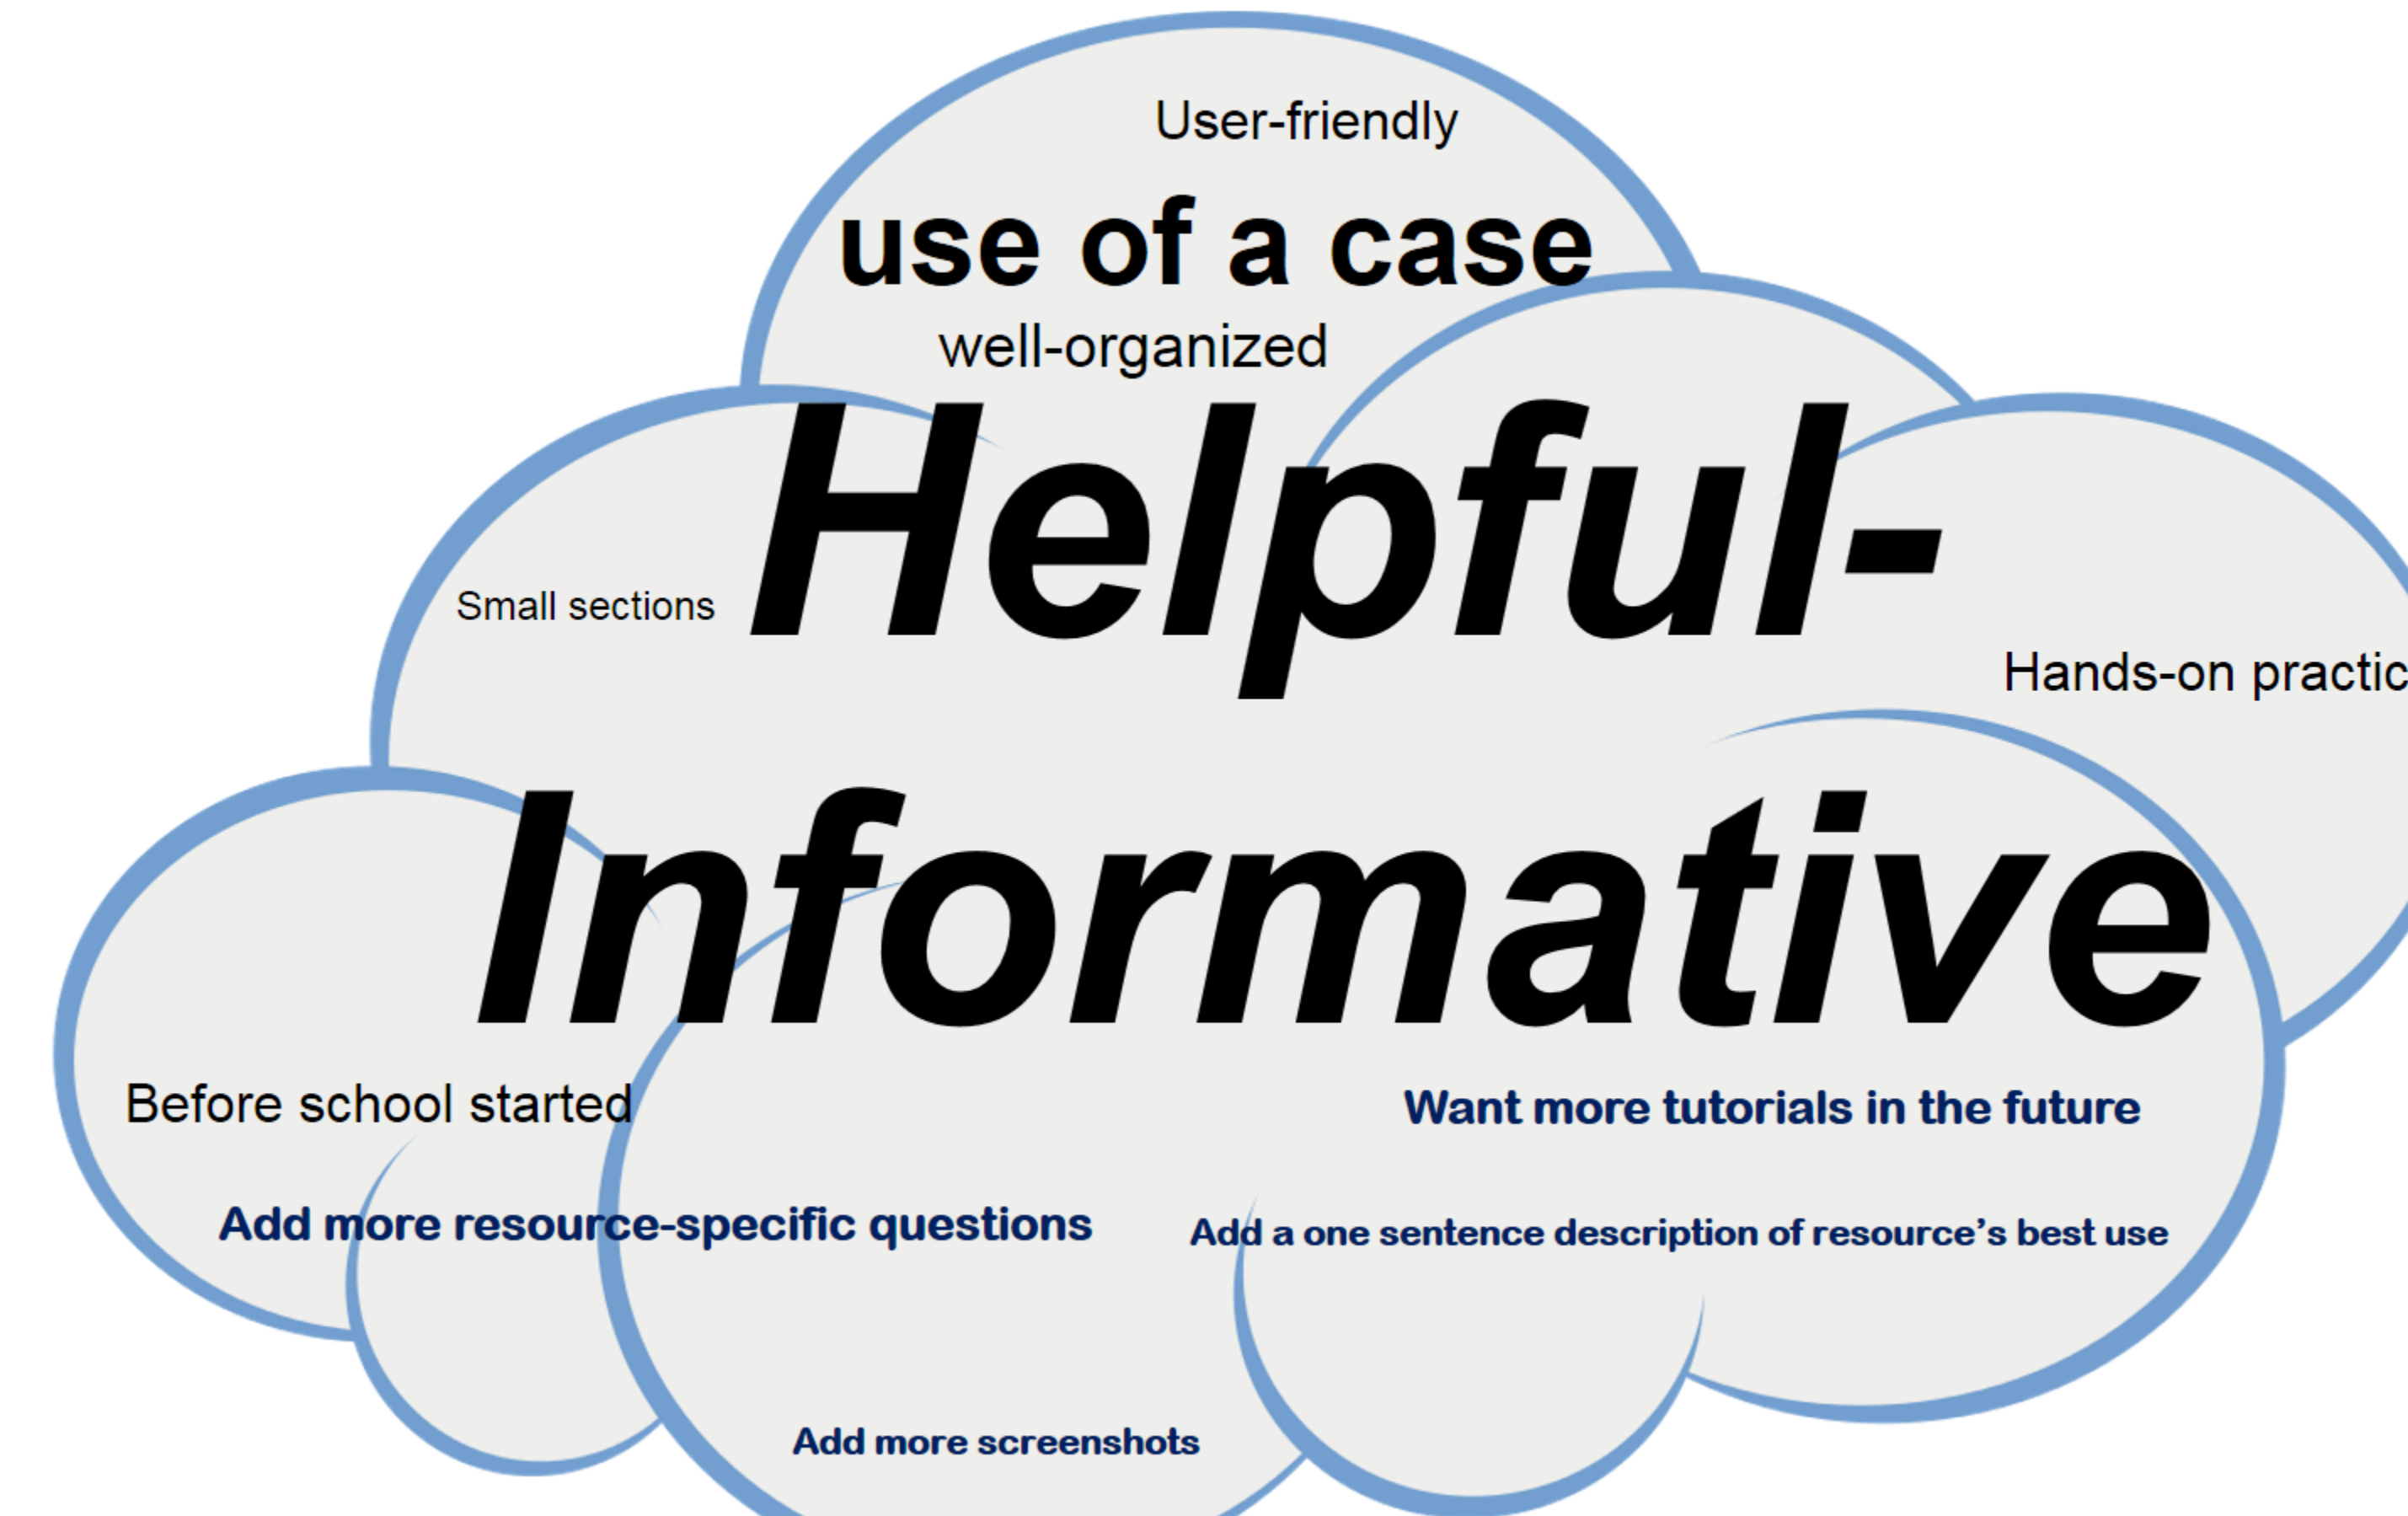 User-friendly
use of a case
well-organized
Helpful-
Small sections
Hands-on practic
Informative
Before school started
Want more tutorials in the future
Add more resource-specific questions
Add a one sentence description of resource’s best use
Add more screenshots